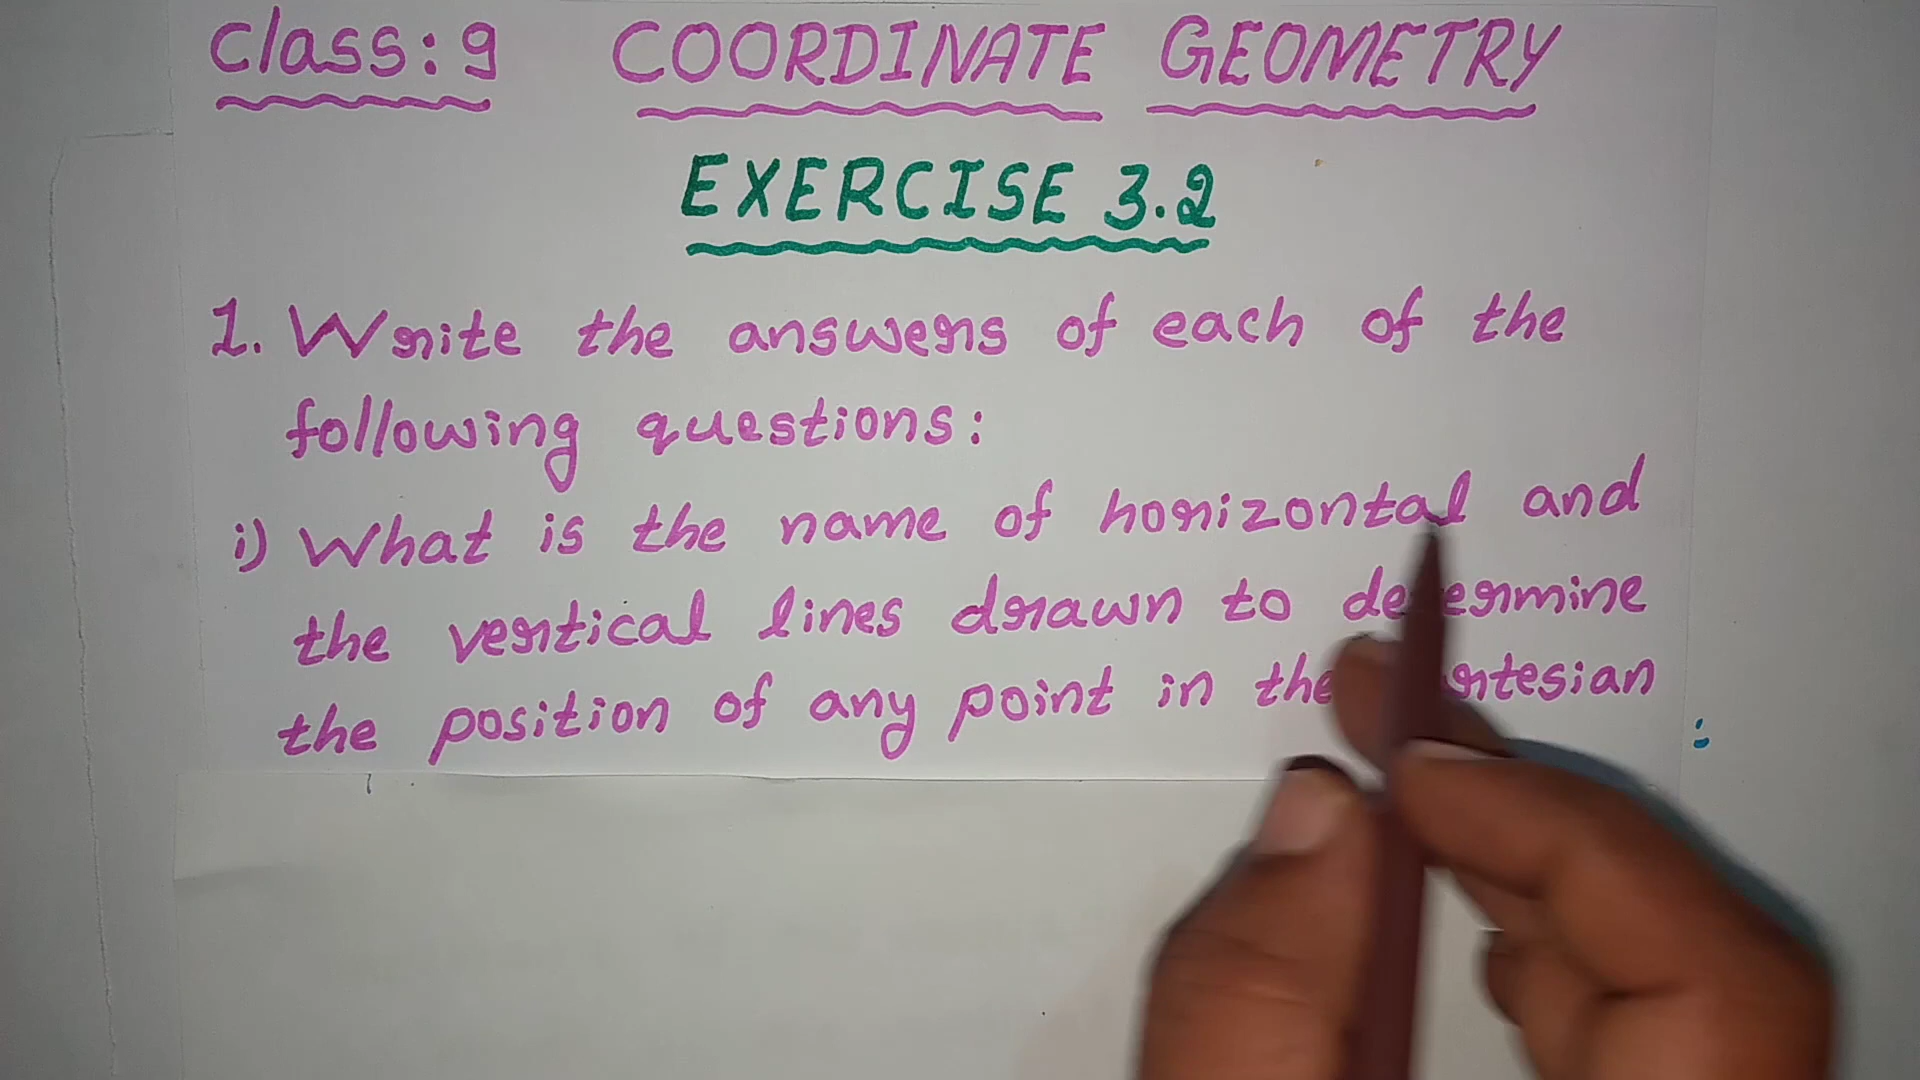 Class: 9 COORDINATE GEOMETRY
EXERCISE 3.2
1. Write the answers of each of the
following questions:
i) What is the name of horizontal and
the vertical lines drawn to determine
the position of any point in the